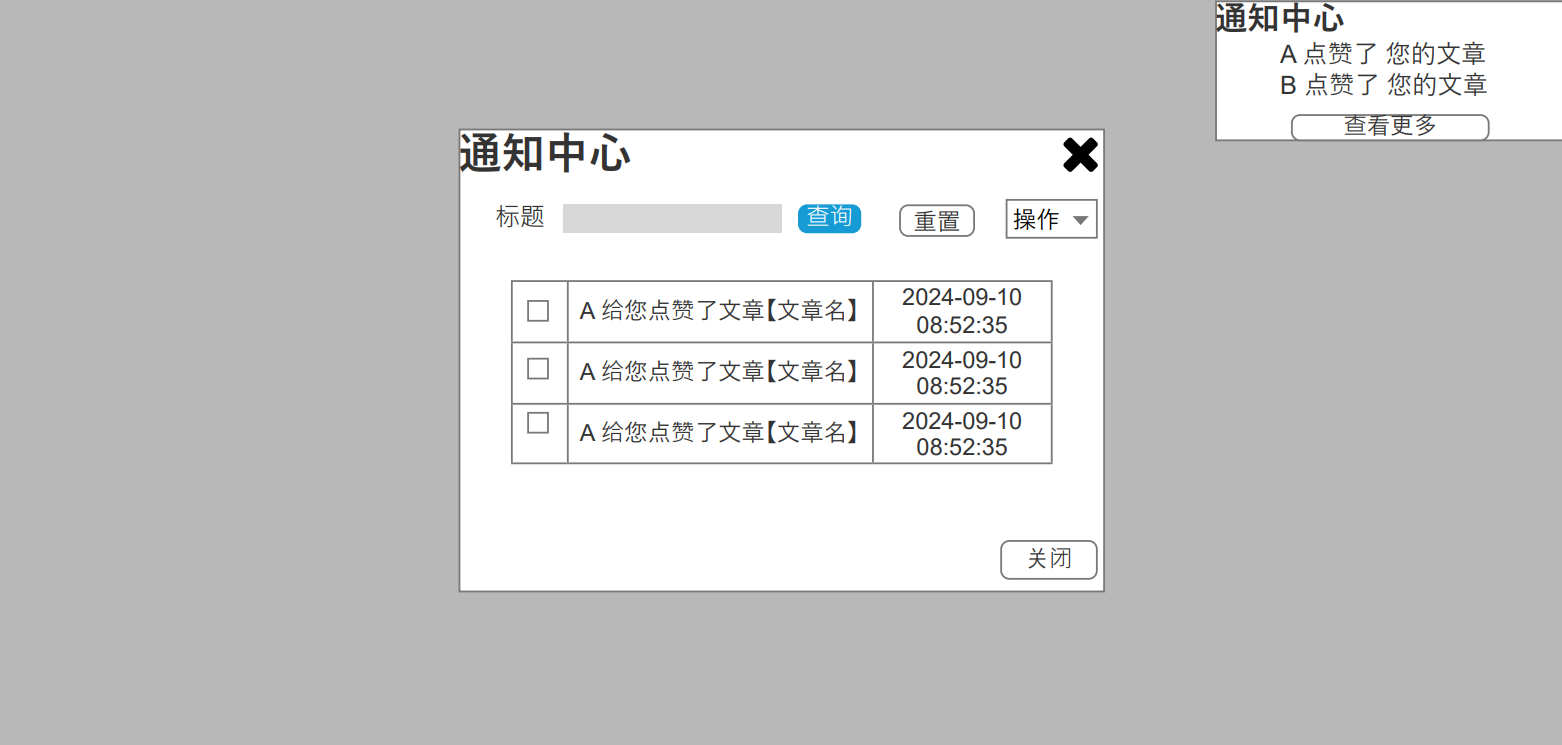 通知中心
A 点赞了 您的文章
B 点赞了 您的文章
查看更多
通知中心
标题 查询 重置 操作
A 给您点赞了文章【文章名】 2024-09-10 08:52:35
A 给您点赞了文章【文章名】 2024-09-10 08:52:35
A 给您点赞了文章【文章名】 2024-09-10 08:52:35
关闭